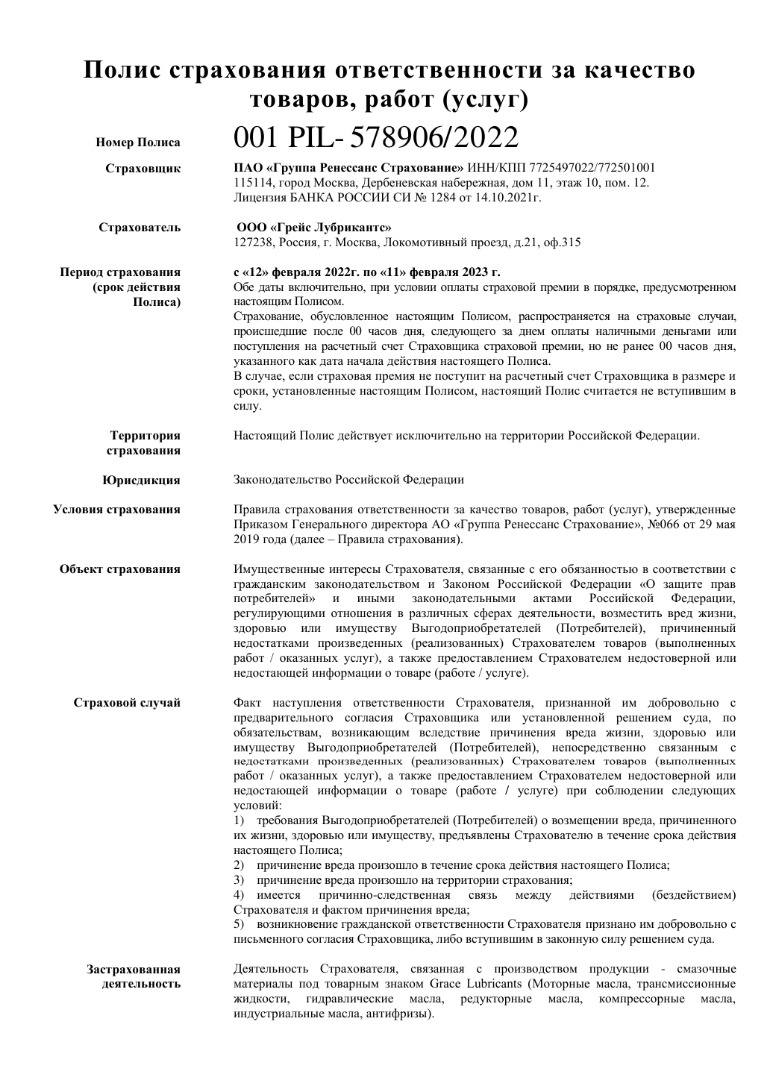 Полис страхования ответственности за качество
товаров, работ (услуг)
Номер Полиса
001 PIL- 578906/2022
Страховщик
ПАО «Группа Ренессанс Страхование» ИНН/КПП 7725497022/772501001
115114, город Москва, Дербеневская набережная, дом 11, этаж 10, пом. 12.
Лицензия БАНКА РОССИИ СИ № 1284 от 14.10.2021г.
Страхователь
ООО «Грейс Лубрикантс»
127238, Россия, г. Москва, Локомотивный проезд, д.21, оф.315
Период страхования
(срок действия
Полиса)
с «12» февраля 2022г. по «11» февраля 2023 г.
Обе даты включительно, при условии оплаты страховой премии в порядке, предусмотренном
настоящим Полисом.
Страхование, обусловленное настоящим Полисом, распространяется на страховые случаи,
происшедшие после 00 часов дня, следующего за днем оплаты наличными деньгами или
поступления на расчетный счет Страховщика страховой премии, но не ранее 00 часов дня,
указанного как дата начала действия настоящего Полиса.
В случае, если страховая премия не поступит на расчетный счет Страховщика в размере и
сроки, установленные настоящим Полисом, настоящий Полис считается не вступившим в
силу.
Территория
страхования
Настоящий Полис действует исключительно на территории Российской Федерации.
Юрисдикция
Законодательство Российской Федерации
Условия страхования
Правила страхования ответственности за качество товаров, работ (услуг), утвержденные
Приказом Генерального директора АО «Группа Ренессанс Страхование», №066 от 29 мая
2019 года (далее – Правила страхования).
Объект страхования
Имущественные интересы Страхователя, связанные с его обязанностью в соответствии с
гражданским законодательством и Законом Российской Федерации «О защите прав
потребителей» и иными законодательными актами Российской Федерации,
регулирующими отношения в различных сферах деятельности, возместить вред жизни,
здоровью или имуществу Выгодоприобретателей (Потребителей), причиненный
недостатками произведенных (реализованных) Страхователем товаров (выполненных
работ / оказанных услуг), а также предоставлением Страхователем недостоверной или
недостающей информации о товаре (работе / услуге).
Страховой случай
Факт наступления ответственности Страхователя, признанной им добровольно с
предварительного согласия Страховщика или установленной решением суда, по
обязательствам, возникающим вследствие причинения вреда жизни, здоровью или
имуществу Выгодоприобретателей (Потребителей), непосредственно связанным с
недостатками произведенных (реализованных) Страхователем товаров (выполненных
работ / оказанных услуг), а также предоставлением Страхователем недостоверной или
недостающей информации о товаре (работе / услуге) при соблюдении следующих
условий:
1) требования Выгодоприобретателей (Потребителей) о возмещении вреда, причиненного
их жизни, здоровью или имуществу, предъявлены Страхователю в течение срока действия
настоящего Полиса;
2) причинение вреда произошло в течение срока действия настоящего Полиса;
3) причинение вреда произошло на территории страхования;
4) имеется причинно-следственная связь между действиями (бездействием)
Страхователя и фактом причинения вреда;
5) возникновение гражданской ответственности Страхователя признано им добровольно с
письменного согласия Страховщика, либо вступившим в законную силу решением суда.
Застрахованная
деятельность
Деятельность Страхователя, связанная с производством продукции - смазочные
материалы под товарным знаком Grace Lubricants (Моторные масла, трансмиссионные
жидкости, гидравлические масла, редукторные масла, компрессорные масла,
индустриальные масла, антифризы).